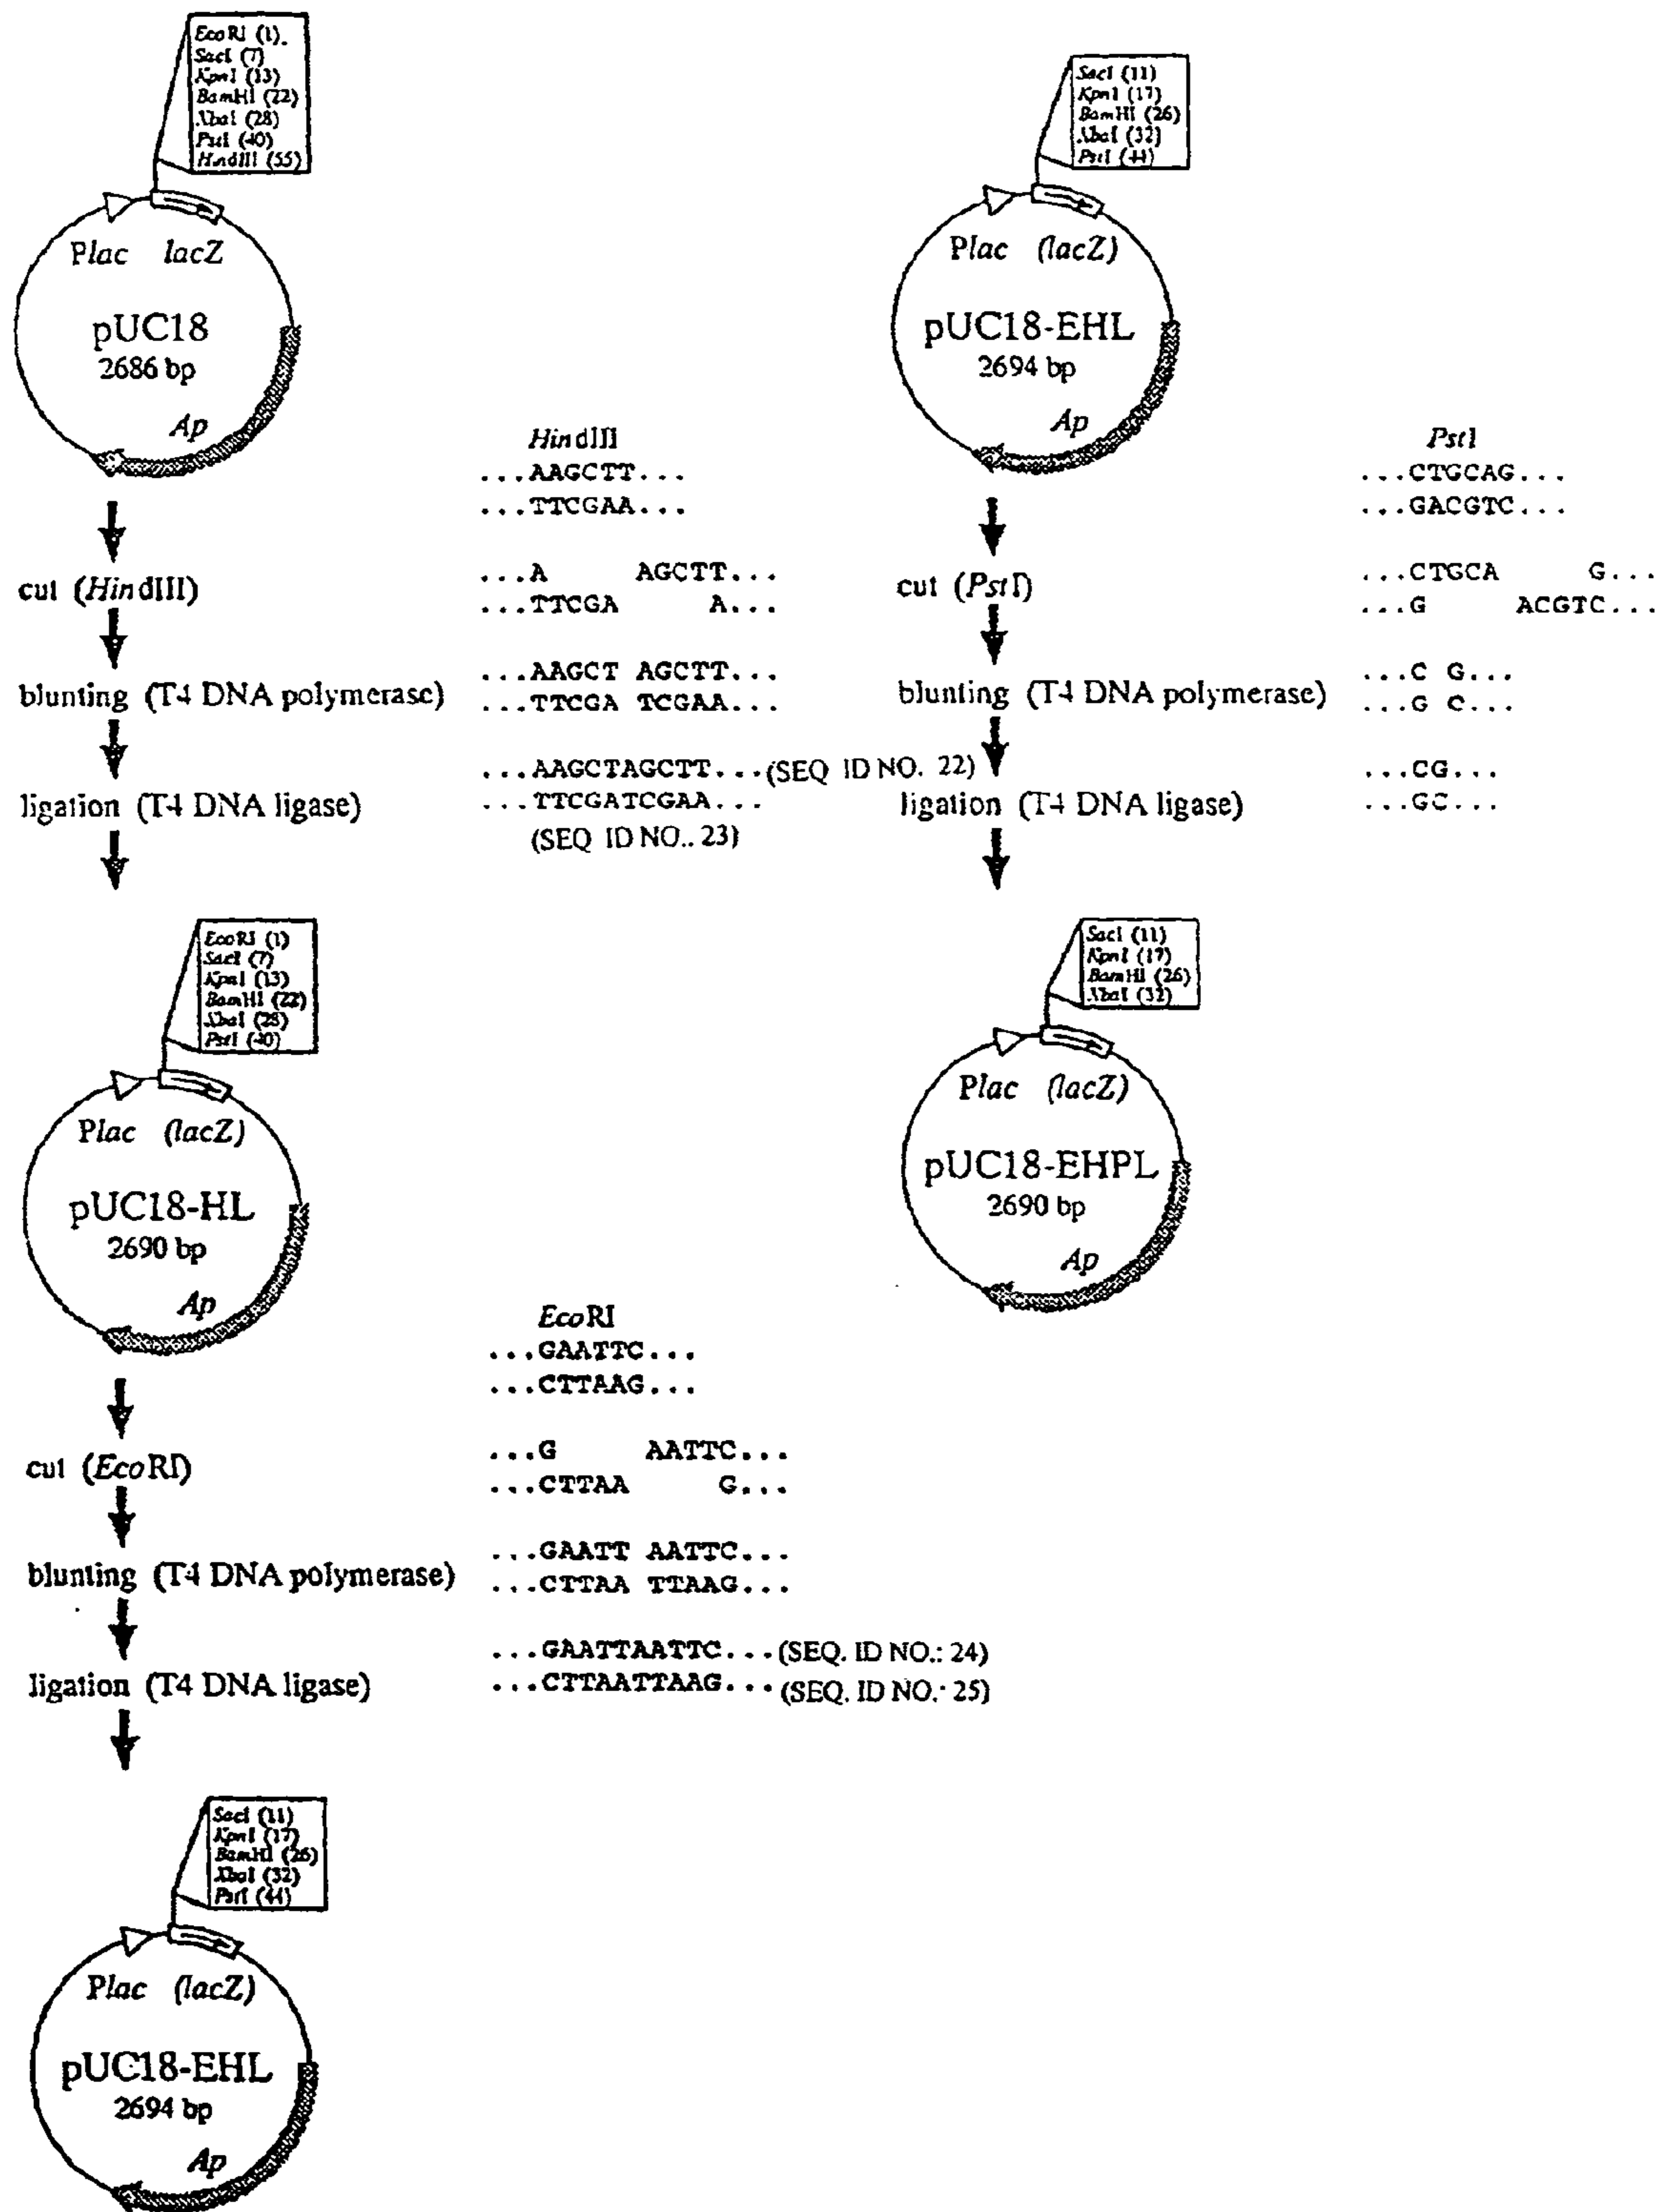 EcoRI (1)
SacI (7)
KpnI (13)
BamHI (22)
XbaI (28)
PstI (40)
HindIII (55)
Plac lacZ
pUC18
2686 bp
Ap
HindIII
...AAGCTT...
...TTCGAA...
cut (HindIII)
...A AGCTT...
...TTCGA A...
blunting (T4 DNA polymerase)
...AAGCT AGCTT...
...TTCGA TCGAA...
ligation (T4 DNA ligase)
...AAGCTAGCTT...(SEQ ID NO. 22)
...TTCGATCGAA...
(SEQ ID NO.. 23)
EcoRI (1)
SacI (7)
KpnI (13)
BamHI (22)
XbaI (28)
PstI (40)
Plac (lacZ)
pUC18-HL
2690 bp
Ap
EcoRI
...GAATTC...
...CTTAAG...
cut (EcoRI)
...G AATTC...
...CTTAA G...
blunting (T4 DNA polymerase)
...GAATT AATTC...
...CTTAA TTAAG...
ligation (T4 DNA ligase)
...GAATTAATTC...(SEQ. ID NO.: 24)
...CTTAATTAAG...(SEQ. ID NO.: 25)
SacI (11)
KpnI (17)
BamHI (26)
XbaI (32)
PstI (44)
Plac (lacZ)
pUC18-EHL
2694 bp
Ap
SacI (11)
KpnI (17)
BamHI (26)
XbaI (32)
PstI (44)
Plac (lacZ)
pUC18-EHL
2694 bp
Ap
PstI
...CTGCAG...
...GACGTC...
cut (PstI)
...CTGCA G...
...G ACGTC...
blunting (T4 DNA polymerase)
...C G...
...G C...
ligation (T4 DNA ligase)
...CG...
...GC...
SacI (11)
KpnI (17)
BamHI (26)
XbaI (32)
Plac (lacZ)
pUC18-EHPL
2690 bp
Ap